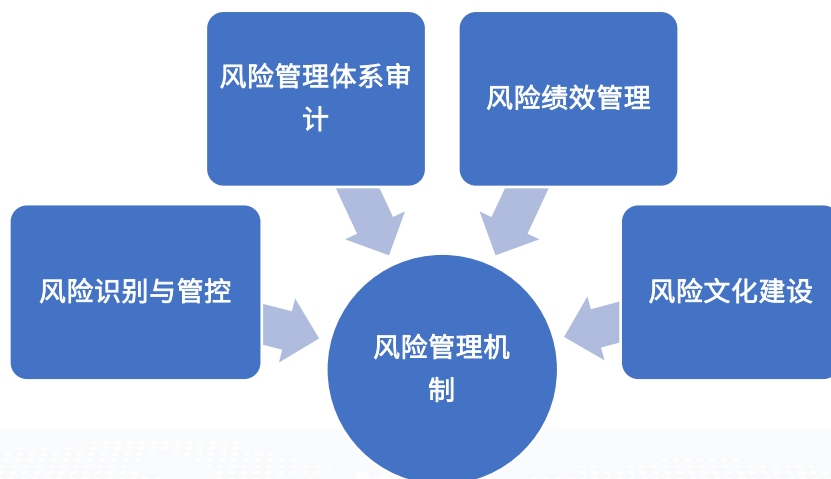 风险管理体系审
计
风险绩效管理
风险识别与管控
风险文化建设
风险管理机
制